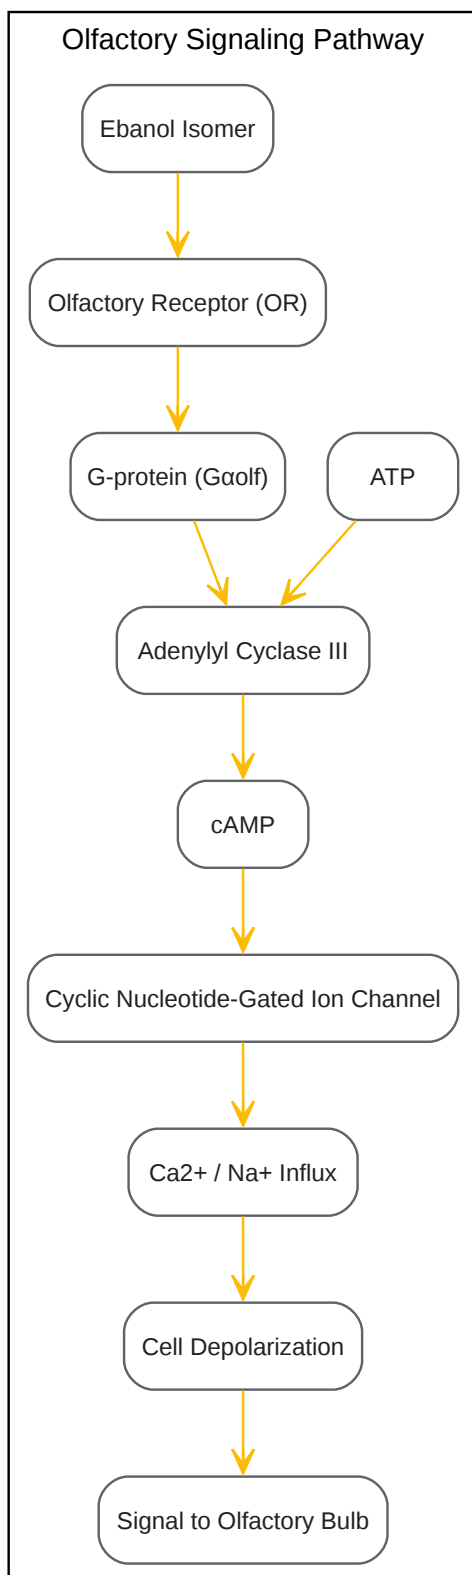 Olfactory Signaling Pathway
Ebanol Isomer
Olfactory Receptor (OR)
G-protein (Gαolf)
ATP
Adenylyl Cyclase III
cAMP
Cyclic Nucleotide-Gated Ion Channel
Ca2+ / Na+ Influx
Cell Depolarization
Signal to Olfactory Bulb